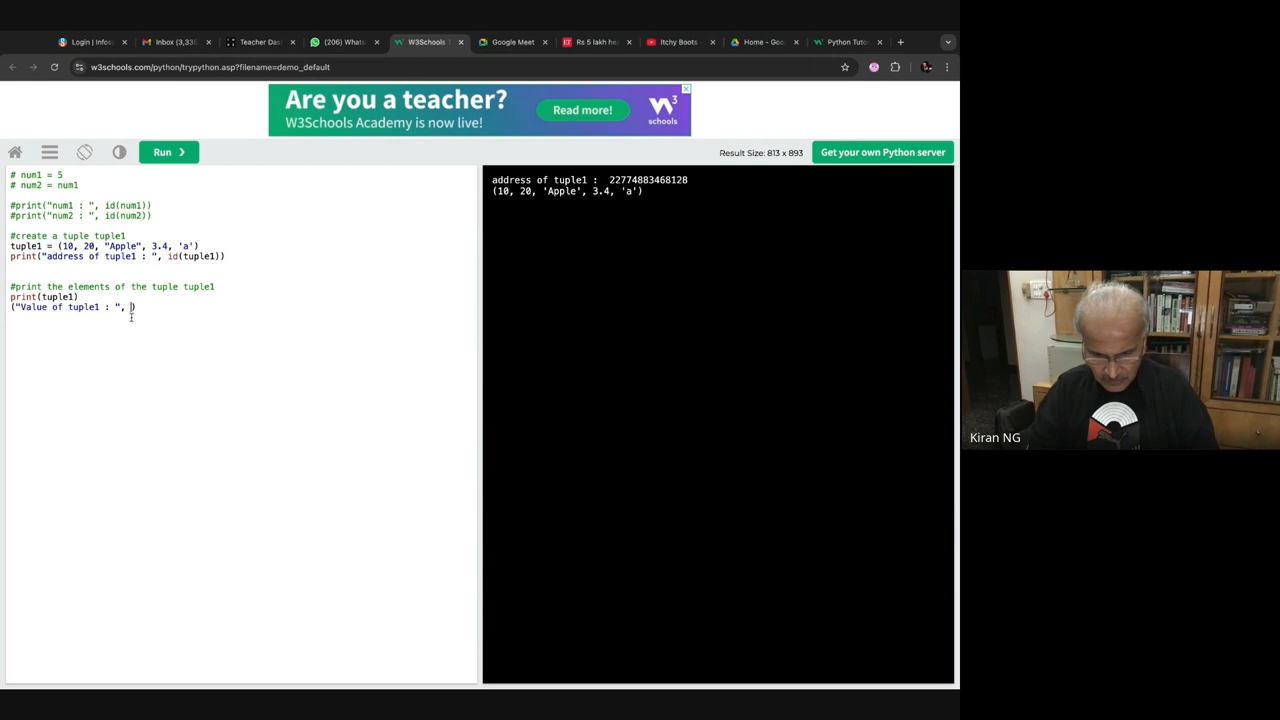 Login | Infos
Inbox (3,33
Teacher Das
(206) Whats
W3Schools T
Google Meet
Rs 5 lakh he
Itchy Boots -
Home - Goo
Python Tuto
w3schools.com/python/trypython.asp?filename=demo_default
Are you a teacher?
W3Schools Academy is now live!
Read more!
W3
schools
Run ❯
Result Size: 813 x 893
Get your own Python server
# num1 = 5
# num2 = num1
#print("num1 : ", id(num1))
#print("num2 : ", id(num2))
#create a tuple tuple1
tuple1 = (10, 20, "Apple", 3.4, 'a')
print("address of tuple1 : ", id(tuple1))
#print the elements of the tuple tuple1
print(tuple1)
("Value of tuple1 : ", )
address of tuple1 :  22774883468128
(10, 20, 'Apple', 3.4, 'a')
Kiran NG